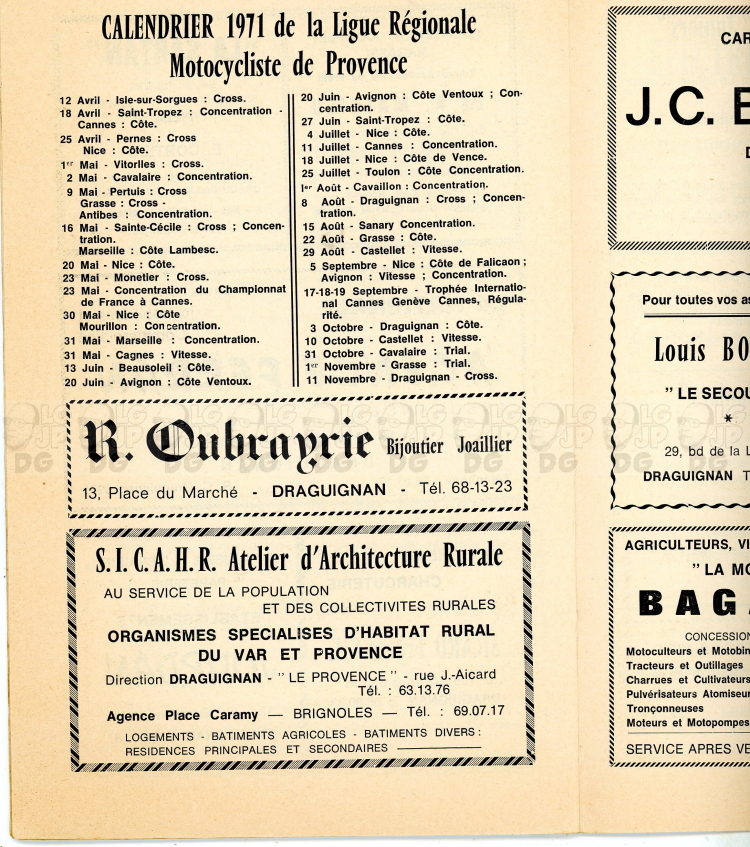 CALENDRIER 1971 de la Ligue Régionale
Motocycliste de Provence
12 Avril - Isle-sur-Sorgues : Cross.
18 Avril - Saint-Tropez : Concentration -
Cannes : Côte.
25 Avril - Pernes : Cross
Nice : Côte.
1er Mai - Vitorlles : Cross.
2 Mai - Cavalaire : Concentration.
9 Mai - Pertuis : Cross
Grasse : Cross -
Antibes : Concentration.
16 Mai - Sainte-Cécile : Cross ; Concen-
tration.
Marseille : Côte Lambesc.
20 Mai - Nice : Côte.
23 Mai - Monetier : Cross.
23 Mai - Concentration du Championnat
de France à Cannes.
30 Mai - Nice : Côte
Mourillon : Concentration.
31 Mai - Marseille : Concentration.
31 Mai - Cagnes : Vitesse.
13 Juin - Beausoleil : Côte.
20 Juin - Avignon : Côte Ventoux.
20 Juin - Avignon : Côte Ventoux ; Con-
centration.
27 Juin - Saint-Tropez : Côte.
4 Juillet - Nice : Côte.
11 Juillet - Cannes : Concentration.
18 Juillet - Nice : Côte de Vence.
25 Juillet - Toulon : Côte Concentration.
1er Août - Cavaillon : Concentration.
8 Août - Draguignan : Cross ; Concen-
tration.
15 Août - Sanary Concentration.
22 Août - Grasse : Côte.
29 Août - Castellet : Vitesse.
5 Septembre - Nice : Côte de Falicaon ;
Avignon : Vitesse ; Concentration.
17-18-19 Septembre - Trophée Internatio-
nal Cannes Genève Cannes, Régula-
rité.
3 Octobre - Draguignan : Côte.
10 Octobre - Castellet : Vitesse.
31 Octobre - Cavalaire : Trial.
1er Novembre - Grasse : Trial.
11 Novembre - Draguignan - Cross.
R. Oubrayrie Bijoutier Joaillier
13, Place du Marché - DRAGUIGNAN - Tél. 68-13-23
S.I.C.A.H.R. Atelier d'Architecture Rurale
AU SERVICE DE LA POPULATION
ET DES COLLECTIVITES RURALES
ORGANISMES SPECIALISES D'HABITAT RURAL
DU VAR ET PROVENCE
Direction DRAGUIGNAN - " LE PROVENCE " - rue J.-Aicard
Tél. : 63.13.76
Agence Place Caramy — BRIGNOLES — Tél. : 69.07.17
LOGEMENTS - BATIMENTS AGRICOLES - BATIMENTS DIVERS :
RESIDENCES PRINCIPALES ET SECONDAIRES
CAR
J.C. B
Pour toutes vos as
Louis BO
" LE SECOU
*
29, bd de la L
DRAGUIGNAN T
AGRICULTEURS, VI
" LA MO
BAGA
CONCESSION
Motoculteurs et Motobin
Tracteurs et Outillages
Charrues et Cultivateurs
Pulvérisateurs Atomiseur
Tronçonneuses
Moteurs et Motopompes
SERVICE APRES VE